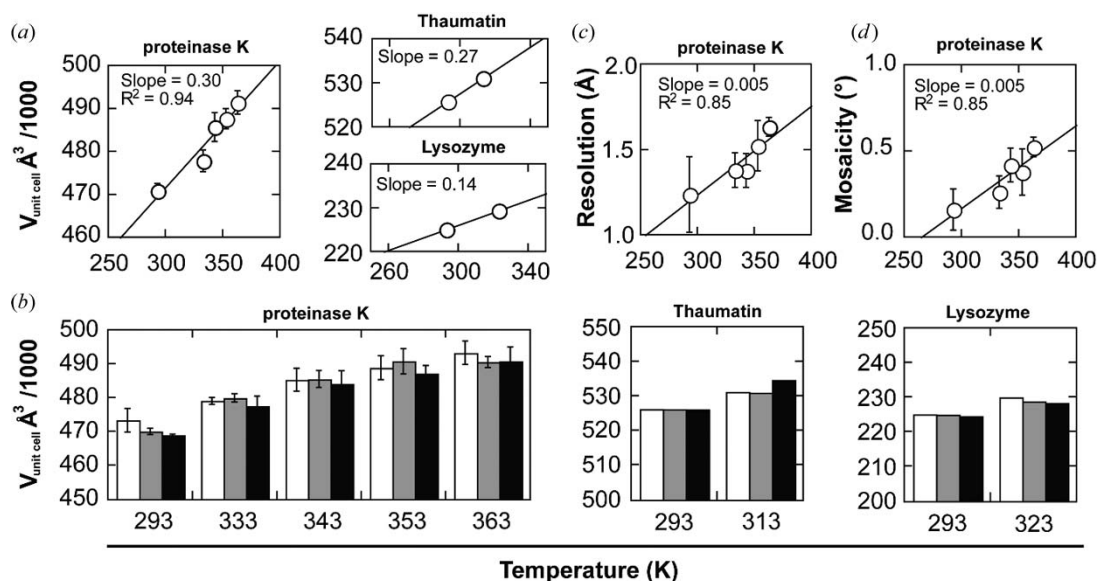 (a)
proteinase K
V unit cell Å³ /1000
500
490
480
470
460
Slope = 0.30
R² = 0.94
250 300 350 400
Thaumatin
540
530
520
Slope = 0.27
Lysozyme
240
230
220
Slope = 0.14
260 300 340
(c)
proteinase K
Resolution (Å)
2.0
1.5
1.0
Slope = 0.005
R² = 0.85
250 300 350 400
(d)
proteinase K
Mosaicity (°)
1.0
0.5
0.0
Slope = 0.005
R² = 0.85
250 300 350 400
(b)
proteinase K
V unit cell Å³ /1000
500
490
480
470
460
450
293 333 343 353 363
Thaumatin
550
540
530
520
510
500
293 313
Lysozyme
250
240
230
220
210
200
293 323
Temperature (K)